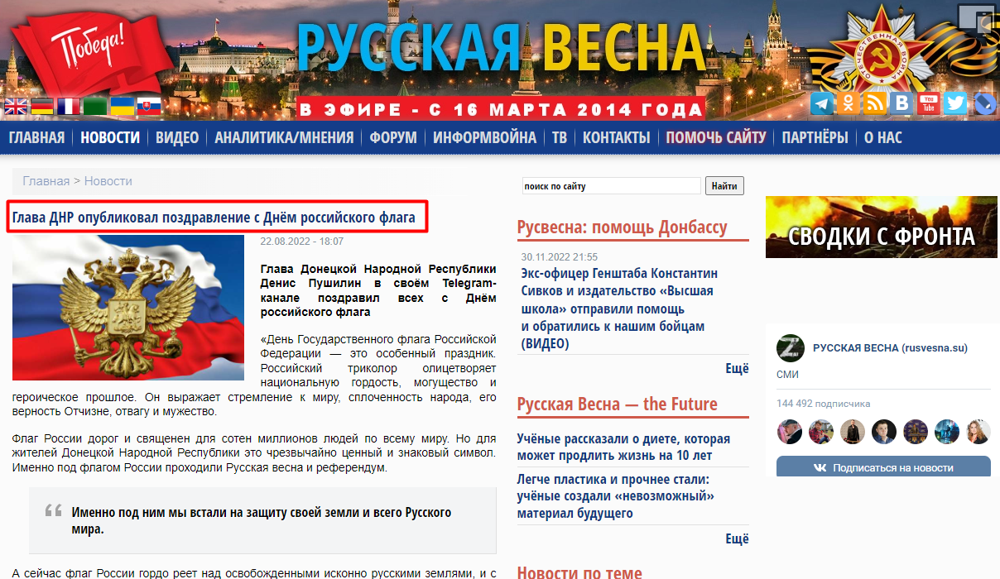 Победа!
РУССКАЯ ВЕСНА
ОТЕЧЕСТВЕННАЯ ВОЙНА
В ЭФИРЕ - С 16 МАРТА 2014 ГОДА
You
Tube
ГЛАВНАЯ НОВОСТИ ВИДЕО АНАЛИТИКА/МНЕНИЯ ФОРУМ ИНФОРМВОЙНА ТВ КОНТАКТЫ ПОМОЧЬ САЙТУ ПАРТНЁРЫ О НАС
Главная > Новости
Глава ДНР опубликовал поздравление с Днём российского флага
22.08.2022 - 18:07
Глава Донецкой Народной Республики
Денис Пушилин в своём Telegram-
канале поздравил всех с Днём
российского флага
«День Государственного флага Российской
Федерации — это особенный праздник.
Российский триколор олицетворяет
национальную гордость, могущество и
героическое прошлое. Он выражает стремление к миру, сплоченность народа, его
верность Отчизне, отвагу и мужество.
Флаг России дорог и священен для сотен миллионов людей по всему миру. Но для
жителей Донецкой Народной Республики это чрезвычайно ценный и знаковый символ.
Именно под флагом России проходили Русская весна и референдум.
Именно под ним мы встали на защиту своей земли и всего Русского
мира.
А сейчас флаг России гордо реет над освобожденными исконно русскими землями, и с
поиск по сайту
Найти
Русвесна: помощь Донбассу
30.11.2022 21:55
Экс-офицер Генштаба Константин
Сивков и издательство «Высшая
школа» отправили помощь
и обратились к нашим бойцам
(ВИДЕО)
Ещё
Русская Весна — the Future
Учёные рассказали о диете, которая
может продлить жизнь на 10 лет
Легче пластика и прочнее стали:
учёные создали «невозможный»
материал будущего
Ещё
Новости по теме
СВОДКИ С ФРОНТА
РУССКАЯ ВЕСНА (rusvesna.su)
СМИ
144 492 подписчика
Подписаться на новости